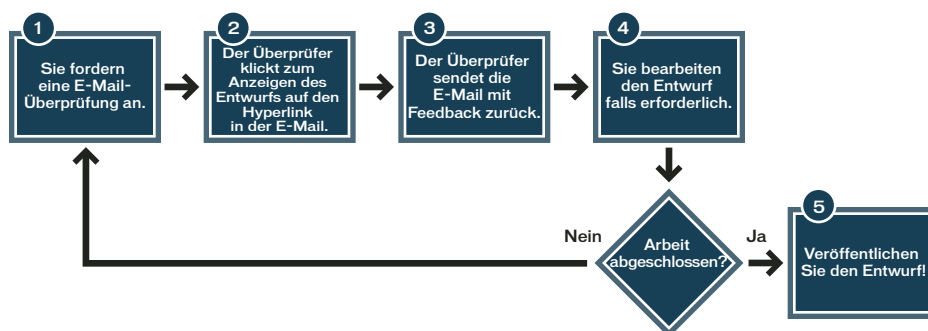 1
Sie fordern
eine E-Mail-
Überprüfung an.
2
Der Überprüfer
klickt zum
Anzeigen des
Entwurfs auf den
Hyperlink
in der E-Mail.
3
Der Überprüfer
sendet die
E-Mail mit
Feedback zurück.
4
Sie bearbeiten
den Entwurf
falls erforderlich.
Nein
Arbeit
abgeschlossen?
Ja
5
Veröffentlichen
Sie den Entwurf!